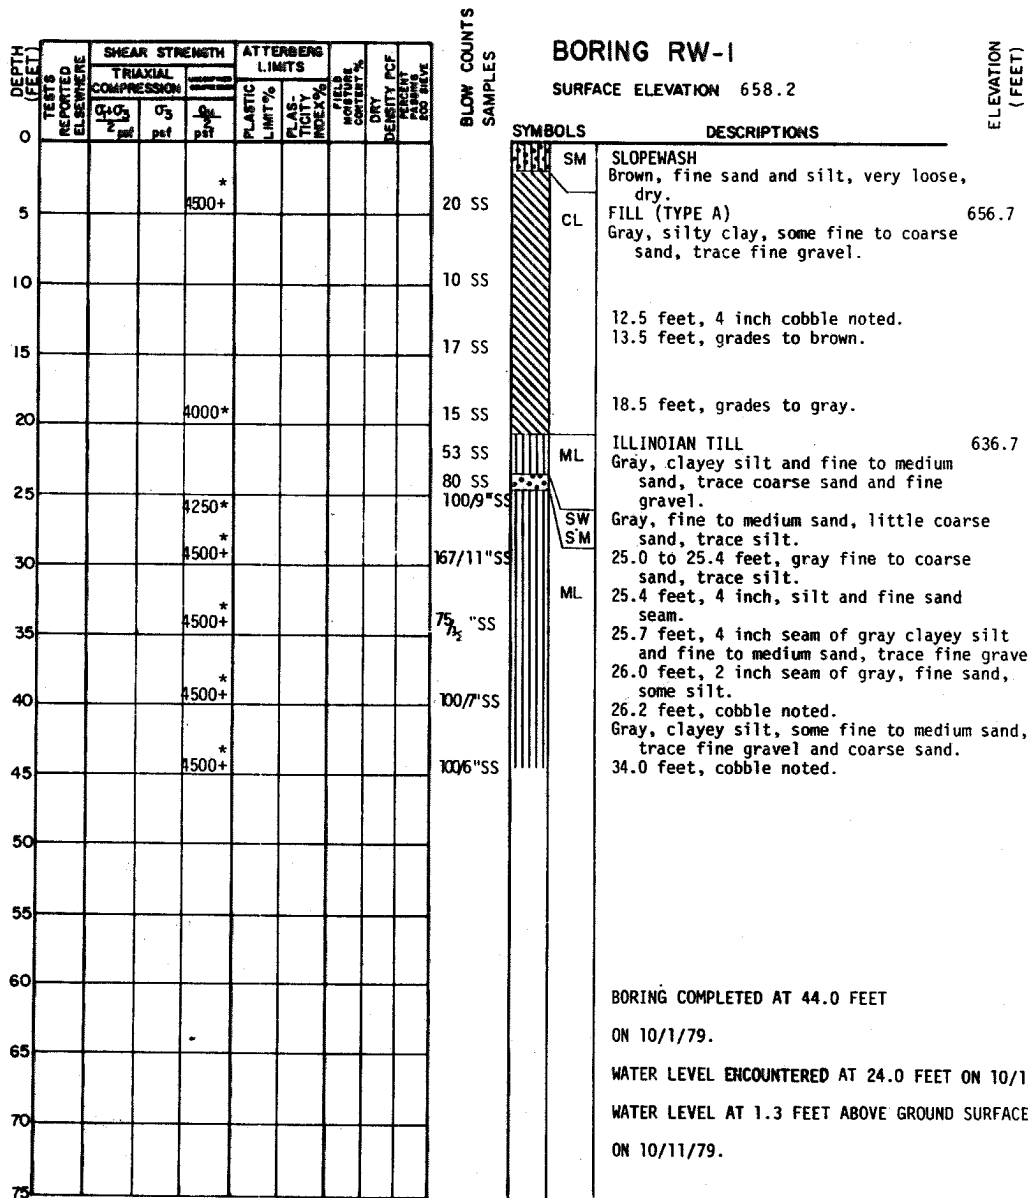 BORING RW-1
SURFACE ELEVATION 658.2
ELEVATION
(FEET)
DEPTH
(FEET)
TESTS
REPORTED
ELSEWHERE
SHEAR STRENGTH
TRIAXIAL
COMPRESSION
σ1+σ3
2 psf
σ3
psf
psf
ATTERBERG
LIMITS
PLASTIC
LIMIT%
PLAS-
TICITY
INDEX%
FIELD
MOISTURE
CONTENT %
DRY
DENSITY PCF
PERCENT
PASSING
200 SIEVE
BLOW COUNTS
SAMPLES
SYMBOLS
DESCRIPTIONS
0
5
10
15
20
25
30
35
40
45
50
55
60
65
70
75
*
4500+
4000*
4250*
*
4500+
*
4500+
*
4500+
*
4500+
20 SS
10 SS
17 SS
15 SS
53 SS
80 SS
100/9"SS
167/11"SS
75 "SS
100/7"SS
100/6"SS
SM
CL
ML
SW
SM
ML
SLOPEWASH
Brown, fine sand and silt, very loose,
dry.
FILL (TYPE A) 656.7
Gray, silty clay, some fine to coarse
sand, trace fine gravel.
12.5 feet, 4 inch cobble noted.
13.5 feet, grades to brown.
18.5 feet, grades to gray.
ILLINOIAN TILL 636.7
Gray, clayey silt and fine to medium
sand, trace coarse sand and fine
gravel.
Gray, fine to medium sand, little coarse
sand, trace silt.
25.0 to 25.4 feet, gray fine to coarse
sand, trace silt.
25.4 feet, 4 inch, silt and fine sand
seam.
25.7 feet, 4 inch seam of gray clayey silt
and fine to medium sand, trace fine grave
26.0 feet, 2 inch seam of gray, fine sand,
some silt.
26.2 feet, cobble noted.
Gray, clayey silt, some fine to medium sand,
trace fine gravel and coarse sand.
34.0 feet, cobble noted.
BORING COMPLETED AT 44.0 FEET
ON 10/1/79.
WATER LEVEL ENCOUNTERED AT 24.0 FEET ON 10/1
WATER LEVEL AT 1.3 FEET ABOVE GROUND SURFACE
ON 10/11/79.